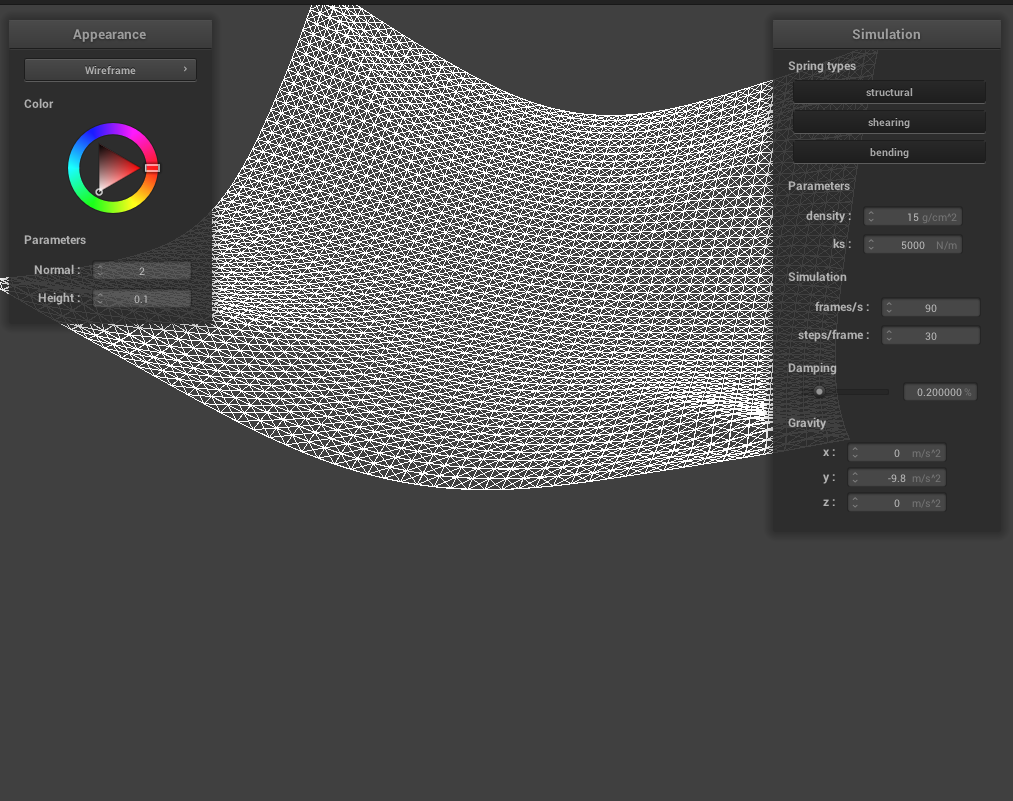 Appearance
Wireframe
Color
Parameters
Normal : 2
Height : 0.1
Simulation
Spring types
structural
shearing
bending
Parameters
density : 15 g/cm^2
ks : 5000 N/m
Simulation
frames/s : 90
steps/frame : 30
Damping
0.200000 %
Gravity
x : 0 m/s^2
y : -9.8 m/s^2
z : 0 m/s^2